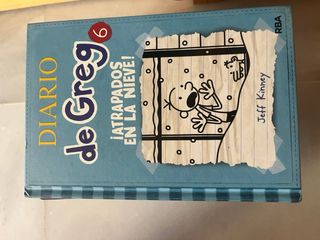 DIARIO
de Greg 6
¡ATRAPADOS
EN LA NIEVE!
Jeff Kinney
RBA